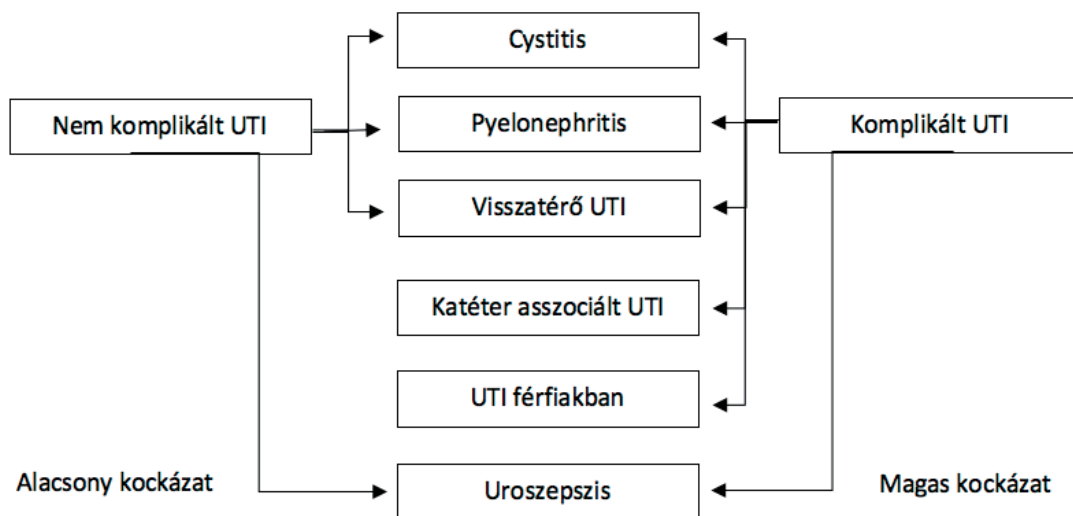 Cystitis
Nem komplikált UTI
Pyelonephritis
Komplikált UTI
Visszatérő UTI
Katéter asszociált UTI
UTI férfiakban
Alacsony kockázat
Uroszepszis
Magas kockázat